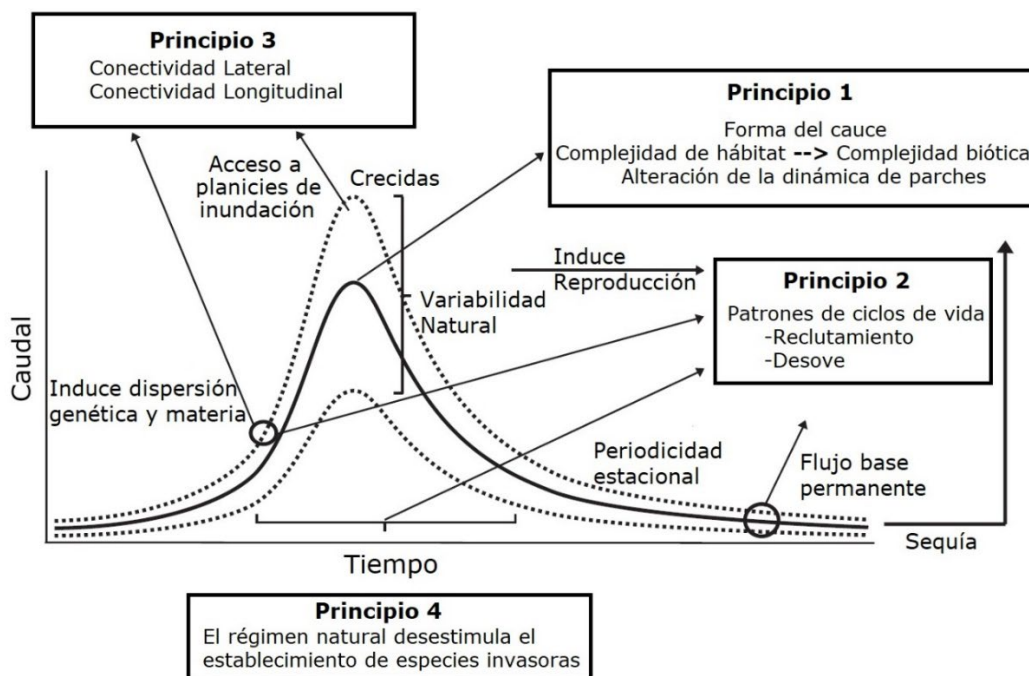 Principio 3
Conectividad Lateral
Conectividad Longitudinal
Principio 1
Forma del cauce
Complejidad de hábitat --> Complejidad biótica
Alteración de la dinámica de parches
Acceso a
planicies de
inundación
Crecidas
Variabilidad
Natural
Induce
Reproducción
Principio 2
Patrones de ciclos de vida
-Reclutamiento
-Desove
Caudal
Induce dispersión
genética y materia
Periodicidad
estacional
Flujo base
permanente
Sequía
Tiempo
Principio 4
El régimen natural desestimula el
establecimiento de especies invasoras